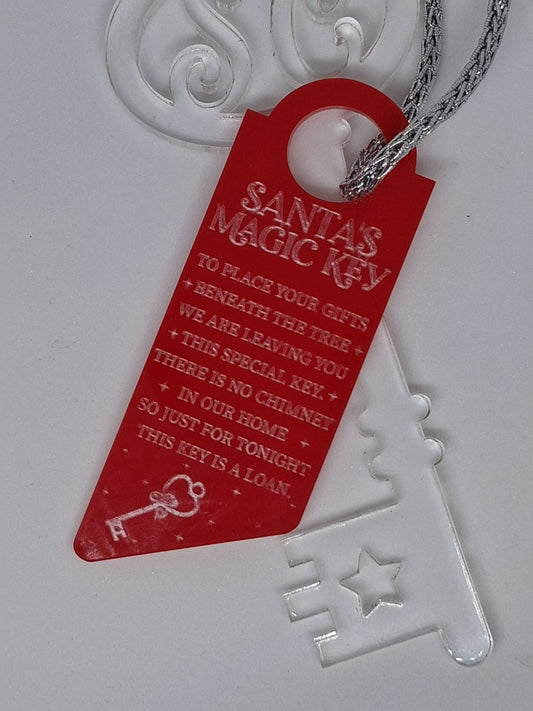 SANTA'S
MAGIC KEY
TO PLACE YOUR GIFTS
BENEATH THE TREE
WE ARE LEAVING YOU
THIS SPECIAL KEY.
THERE IS NO CHIMNEY
IN OUR HOME
SO JUST FOR TONIGHT
THIS KEY IS A LOAN.